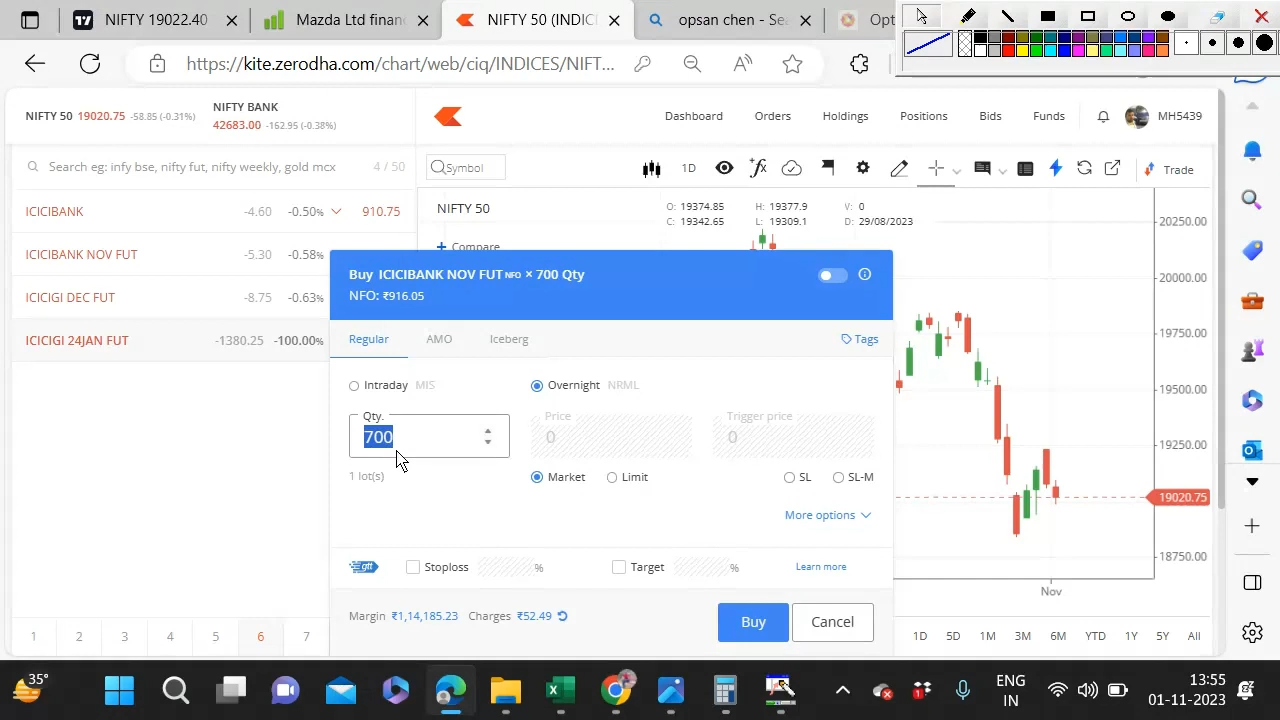 NIFTY 19022.40
Mazda Ltd finan
NIFTY 50 (INDIC
opsan chen - Se
Opt
https://kite.zerodha.com/chart/web/ciq/INDICES/NIFT...
NIFTY 50 19020.75 -58.85 (-0.31%)
NIFTY BANK
42683.00 -162.95 (-0.38%)
Dashboard Orders Holdings Positions Bids Funds MH5439
Search eg: infy bse, nifty fut, nifty weekly, gold mcx 4 / 50
Symbol 1D Trade
ICICIBANK -4.60 -0.50% 910.75
ICICIBANK NOV FUT -5.30 -0.58%
ICICIGI DEC FUT -8.75 -0.63%
ICICIGI 24JAN FUT -1380.25 -100.00%
NIFTY 50
O: 19374.85 H: 19377.9 V: 0
C: 19342.65 L: 19309.1 D: 29/08/2023
Compare
Buy ICICIBANK NOV FUT NFO × 700 Qty
NFO: ₹916.05
Regular AMO Iceberg Tags
Intraday MIS Overnight NRML
Qty. Price Trigger price
700 0 0
1 lot(s) Market Limit SL SL-M
More options
gtt Stoploss % Target % Learn more
Margin ₹1,14,185.23 Charges ₹52.49 Buy Cancel
20250.00
20000.00
19750.00
19500.00
19250.00
19020.75
18750.00
Nov
1D 5D 1M 3M 6M YTD 1Y 5Y All
1 2 3 4 5 6 7
35° 1 ENG 13:55
IN 01-11-2023